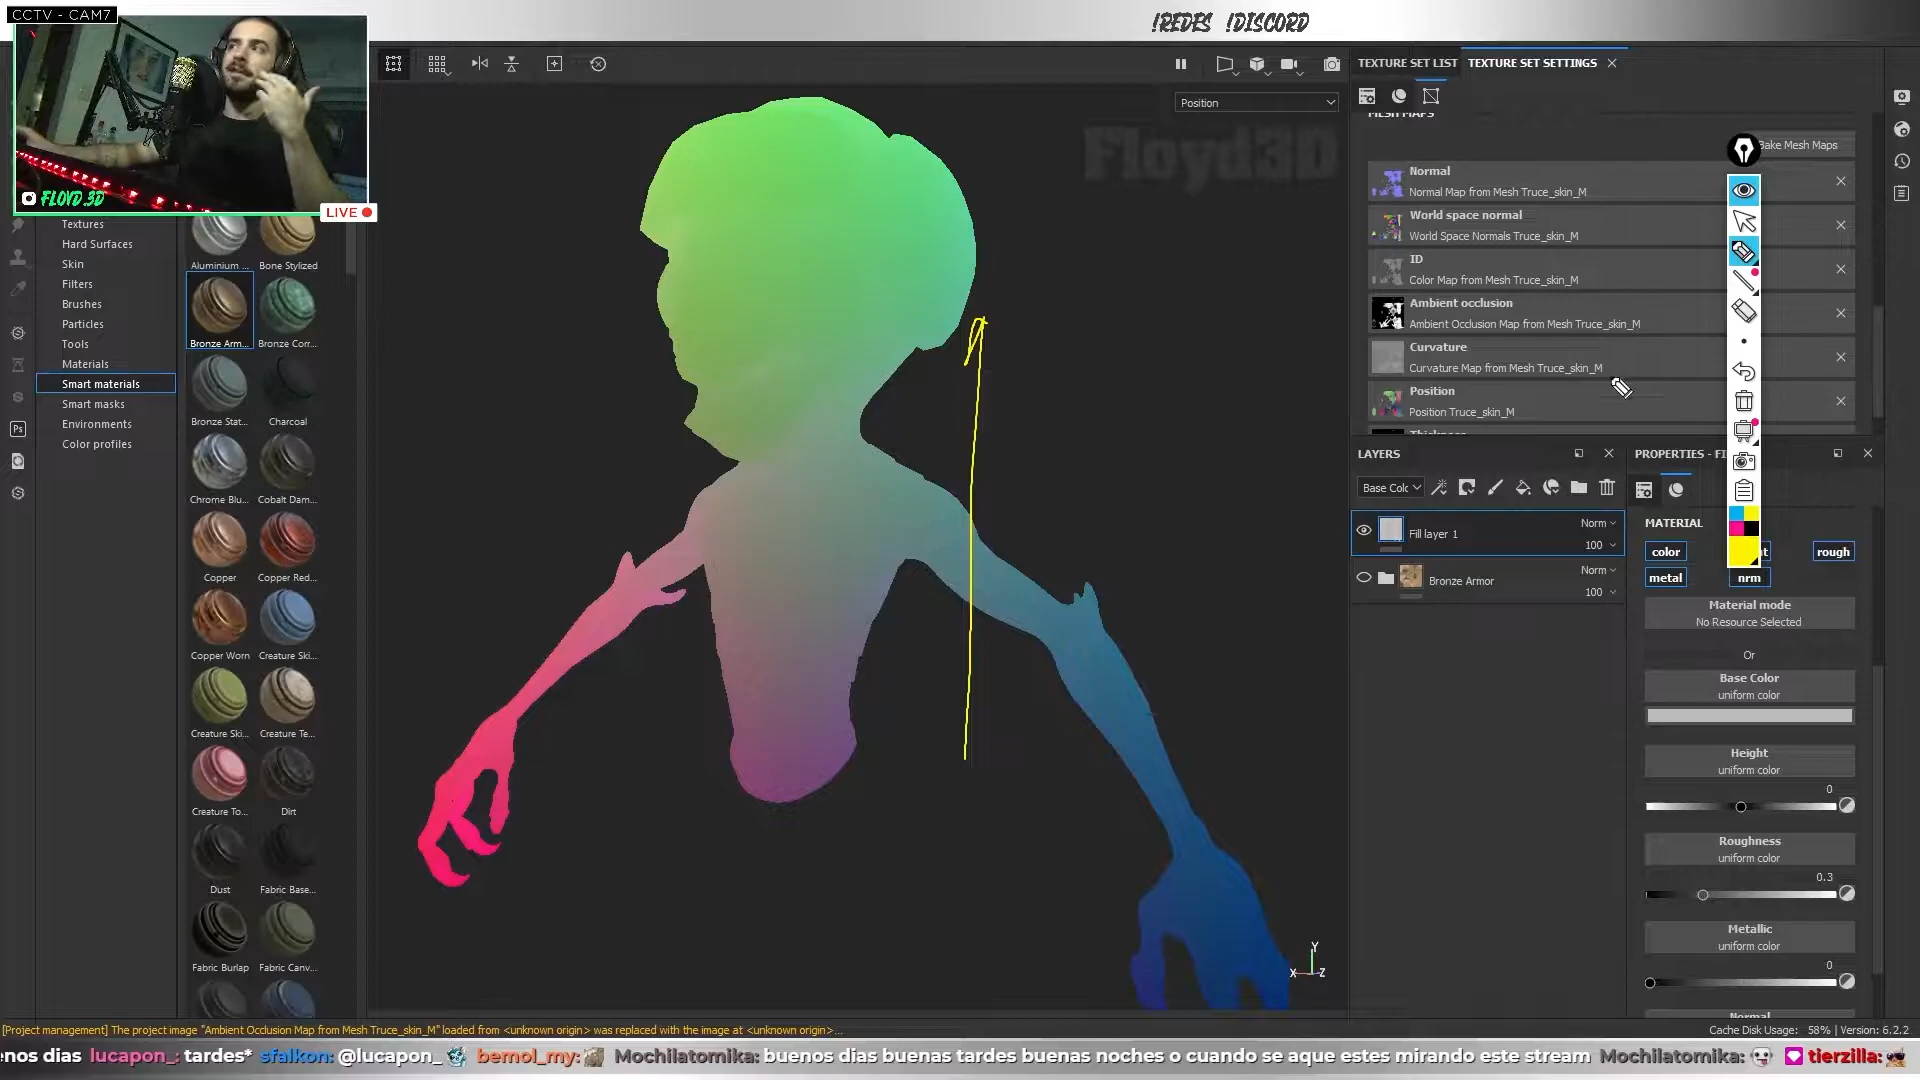 CCTV - CAM7
!REDES !DISCORD
FLOYD.3D
LIVE
Floyd3D
Position
TEXTURE SET LIST
TEXTURE SET SETTINGS
MESH MAPS
Bake Mesh Maps
Normal
Normal Map from Mesh Truce_skin_M
World space normal
World Space Normals Truce_skin_M
ID
Color Map from Mesh Truce_skin_M
Ambient occlusion
Ambient Occlusion Map from Mesh Truce_skin_M
Curvature
Curvature Map from Mesh Truce_skin_M
Position
Position Truce_skin_M
Thickness
Textures
Hard Surfaces
Skin
Filters
Brushes
Particles
Tools
Materials
Smart materials
Smart masks
Environments
Color profiles
Ps
Aluminium ...
Bone Stylized
Bronze Arm...
Bronze Corr...
Bronze Stat...
Charcoal
Chrome Blu...
Cobalt Dam...
Copper
Copper Red...
Copper Worn
Creature Ski...
Creature Ski...
Creature Te...
Creature To...
Dirt
Dust
Fabric Base...
Fabric Burlap
Fabric Canv...
LAYERS
Base Colc
Fill layer 1
Norm
100
Bronze Armor
Norm
100
PROPERTIES - FI
MATERIAL
color
rough
metal
nrm
Material mode
No Resource Selected
Or
Base Color
uniform color
Height
uniform color
0
Roughness
uniform color
0.3
Metallic
uniform color
0
Normal
Y
X
Z
[Project management] The project image "Ambient Occlusion Map from Mesh Truce_skin_M" loaded from <unknown origin> was replaced with the image at <unknown origin>...
Cache Disk Usage: 58% | Version: 6.2.2
enos dias lucapon_: tardes* sfalkon: @lucapon_ bemol_my: Mochilatomika: buenos dias buenas tardes buenas noches o cuando se aque estes mirando este stream Mochilatomika: tierzilla: